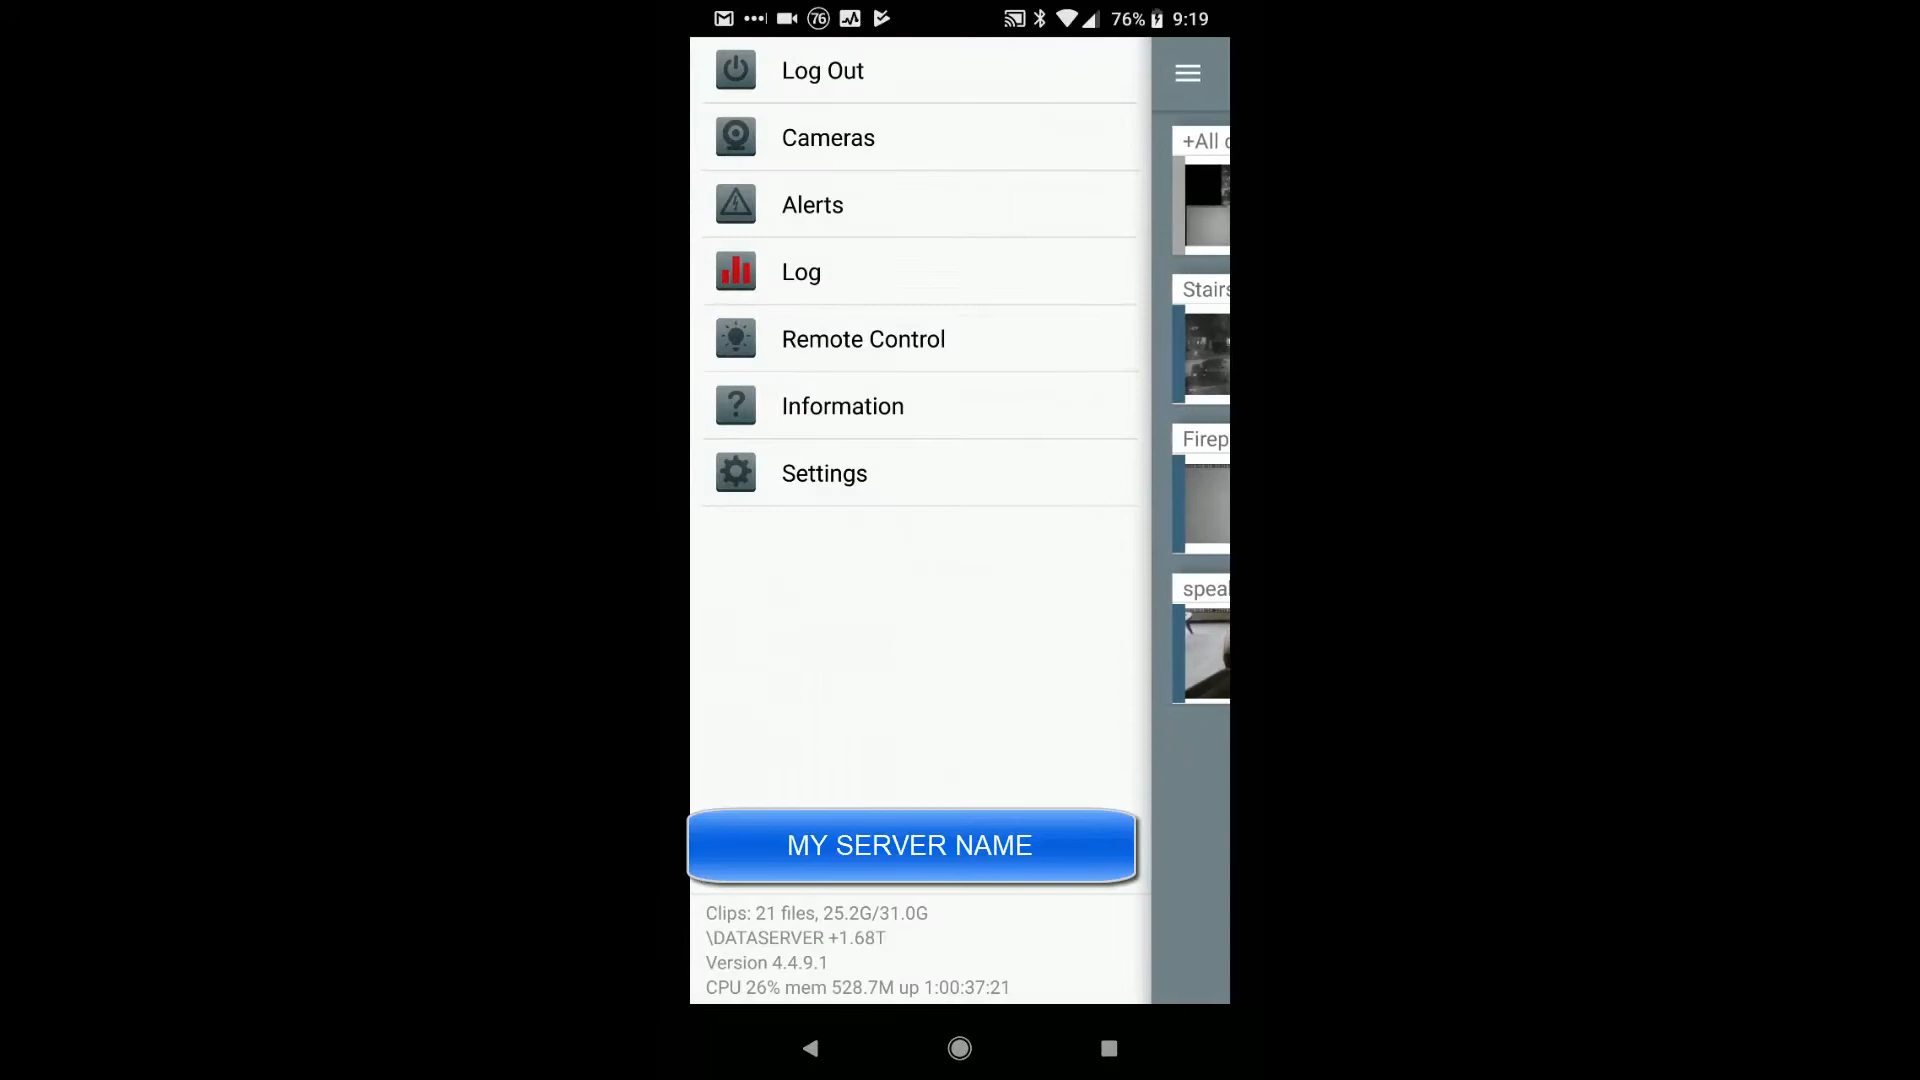 76 76% 9:19
Log Out
Cameras
Alerts
Log
Remote Control
Information
Settings
+All
Stairs
Firep
speal
MY SERVER NAME
Clips: 21 files, 25.2G/31.0G
\DATASERVER +1.68T
Version 4.4.9.1
CPU 26% mem 528.7M up 1:00:37:21